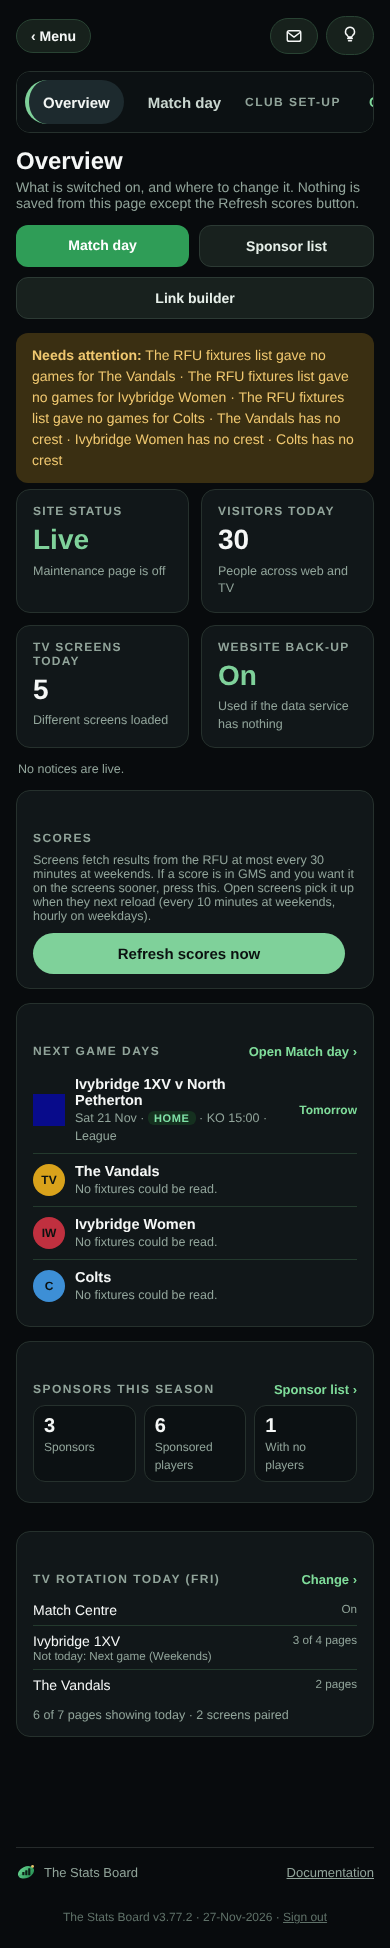 ‹ Menu
Overview
Match day
CLUB SET-UP
Overview
What is switched on, and where to change it. Nothing is
saved from this page except the Refresh scores button.
Match day
Sponsor list
Link builder
Needs attention: The RFU fixtures list gave no
games for The Vandals · The RFU fixtures list gave
no games for Ivybridge Women · The RFU fixtures
list gave no games for Colts · The Vandals has no
crest · Ivybridge Women has no crest · Colts has no
crest
SITE STATUS
Live
Maintenance page is off
VISITORS TODAY
30
People across web and
TV
TV SCREENS
TODAY
5
Different screens loaded
WEBSITE BACK-UP
On
Used if the data service
has nothing
No notices are live.
SCORES
Screens fetch results from the RFU at most every 30
minutes at weekends. If a score is in GMS and you want it
on the screens sooner, press this. Open screens pick it up
when they next reload (every 10 minutes at weekends,
hourly on weekdays).
Refresh scores now
NEXT GAME DAYS
Open Match day ›
Ivybridge 1XV v North
Petherton
Sat 21 Nov · HOME · KO 15:00 ·
League
Tomorrow
TV
The Vandals
No fixtures could be read.
IW
Ivybridge Women
No fixtures could be read.
C
Colts
No fixtures could be read.
SPONSORS THIS SEASON
Sponsor list ›
3
Sponsors
6
Sponsored
players
1
With no
players
TV ROTATION TODAY (FRI)
Change ›
Match Centre
On
Ivybridge 1XV
3 of 4 pages
Not today: Next game (Weekends)
The Vandals
2 pages
6 of 7 pages showing today · 2 screens paired
The Stats Board
Documentation
The Stats Board v3.77.2 · 27-Nov-2026 · Sign out